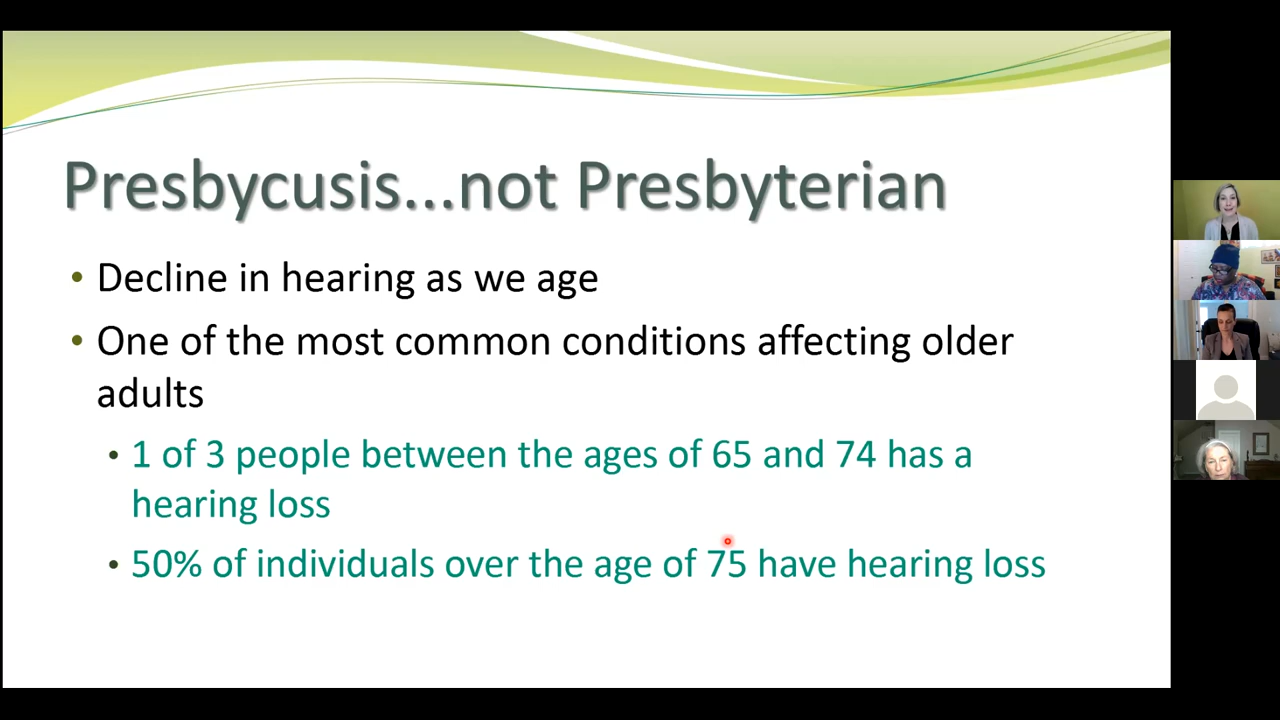 Presbycusis...not Presbyterian
• Decline in hearing as we age
• One of the most common conditions affecting older
adults
• 1 of 3 people between the ages of 65 and 74 has a
hearing loss
• 50% of individuals over the age of 75 have hearing loss